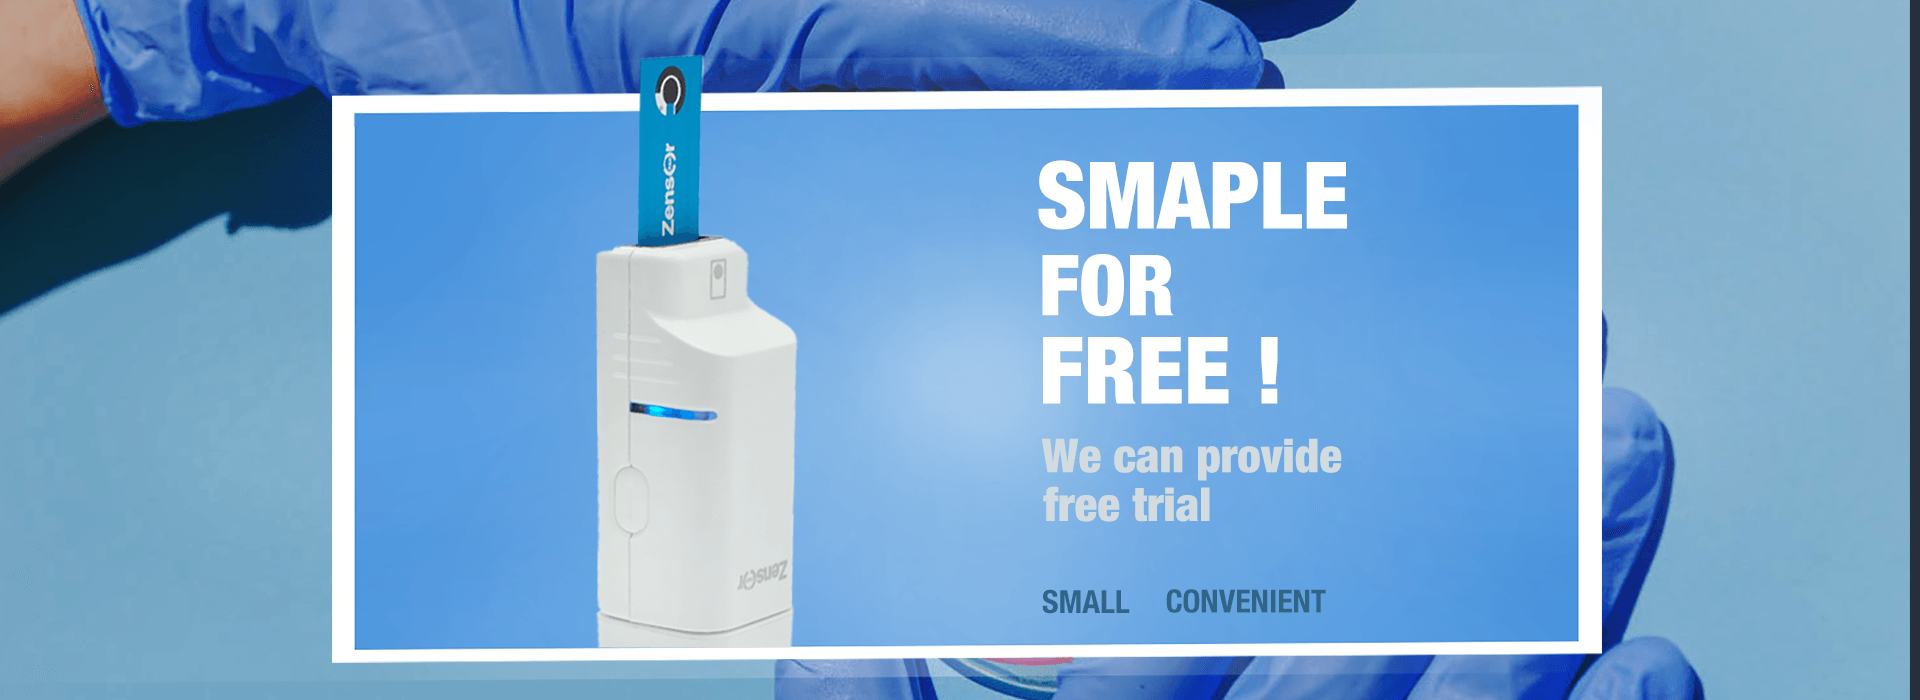 Zensor
SMAPLE
FOR
FREE !
We can provide
free trial
SMALL CONVENIENT
Zensor